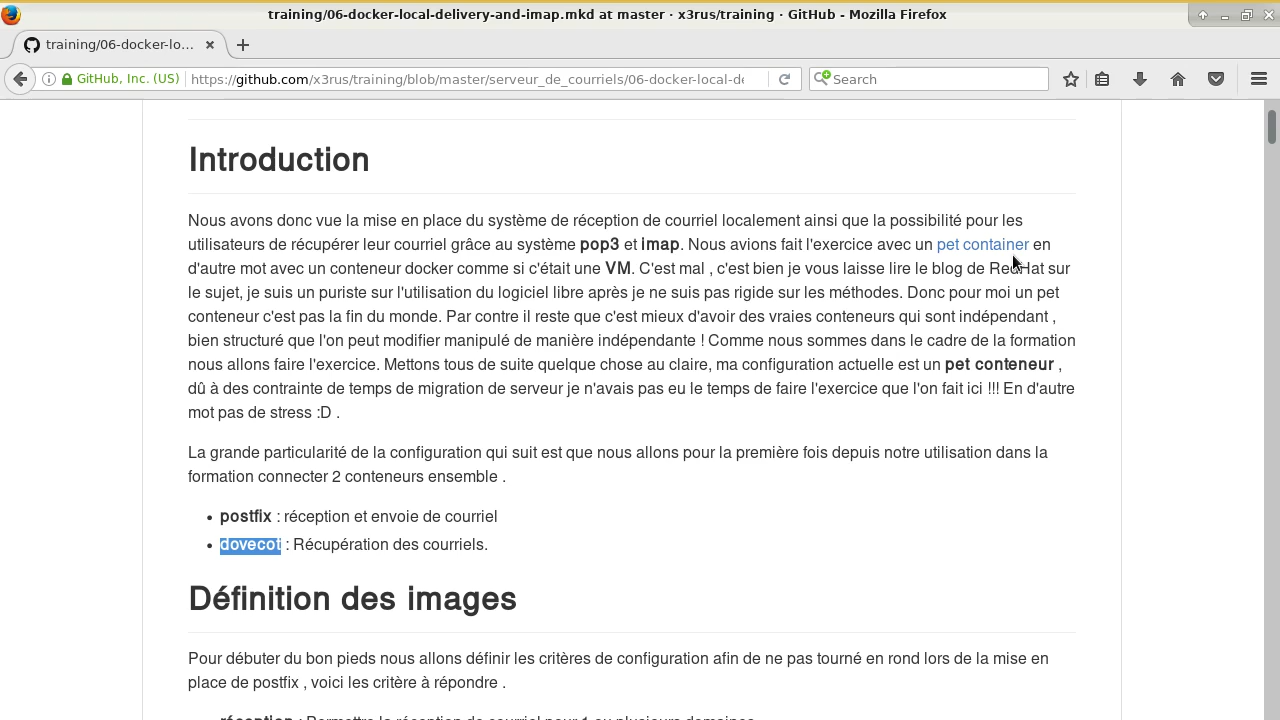 training/06-docker-local-delivery-and-imap.mkd at master · x3rus/training · GitHub - Mozilla Firefox
training/06-docker-lo...
GitHub, Inc. (US)
https://github.com/x3rus/training/blob/master/serveur_de_courriels/06-docker-local-de
Search
Introduction
Nous avons donc vue la mise en place du système de réception de courriel localement ainsi que la possibilité pour les
utilisateurs de récupérer leur courriel grâce au système pop3 et imap. Nous avions fait l'exercice avec un pet container en
d'autre mot avec un conteneur docker comme si c'était une VM. C'est mal , c'est bien je vous laisse lire le blog de RedHat sur
le sujet, je suis un puriste sur l'utilisation du logiciel libre après je ne suis pas rigide sur les méthodes. Donc pour moi un pet
conteneur c'est pas la fin du monde. Par contre il reste que c'est mieux d'avoir des vraies conteneurs qui sont indépendant ,
bien structuré que l'on peut modifier manipulé de manière indépendante ! Comme nous sommes dans le cadre de la formation
nous allons faire l'exercice. Mettons tous de suite quelque chose au claire, ma configuration actuelle est un pet conteneur ,
dû à des contrainte de temps de migration de serveur je n'avais pas eu le temps de faire l'exercice que l'on fait ici !!! En d'autre
mot pas de stress :D .
La grande particularité de la configuration qui suit est que nous allons pour la première fois depuis notre utilisation dans la
formation connecter 2 conteneurs ensemble .
• postfix : réception et envoie de courriel
• dovecot : Récupération des courriels.
Définition des images
Pour débuter du bon pieds nous allons définir les critères de configuration afin de ne pas tourné en rond lors de la mise en
place de postfix , voici les critère à répondre .
réception : Permettre la réception de courriel pour 1 ou plusieurs domaines